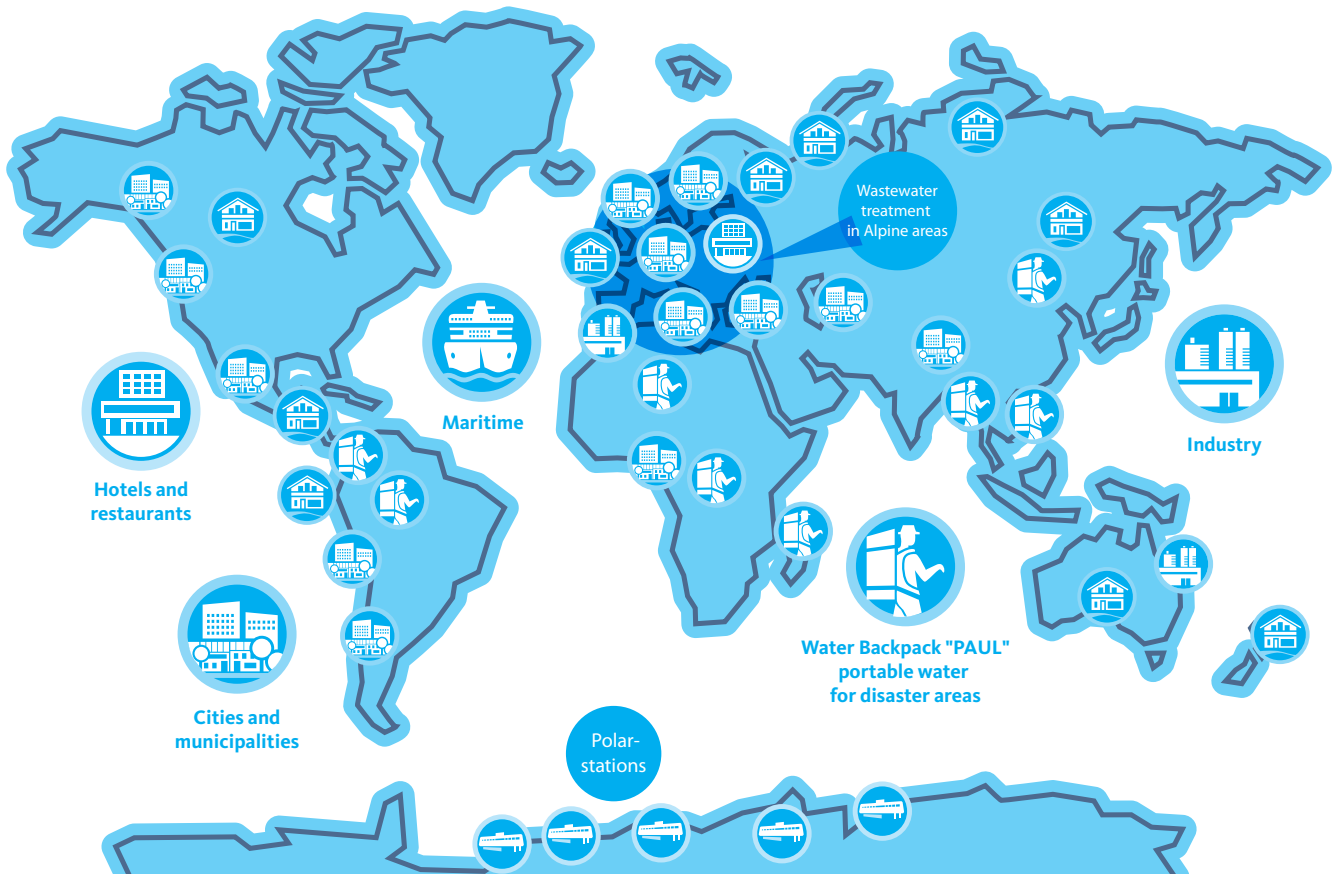 Wastewater
treatment
in Alpine areas
Maritime
Industry
Hotels and
restaurants
Water Backpack "PAUL"
portable water
for disaster areas
Cities and
municipalities
Polar-
stations